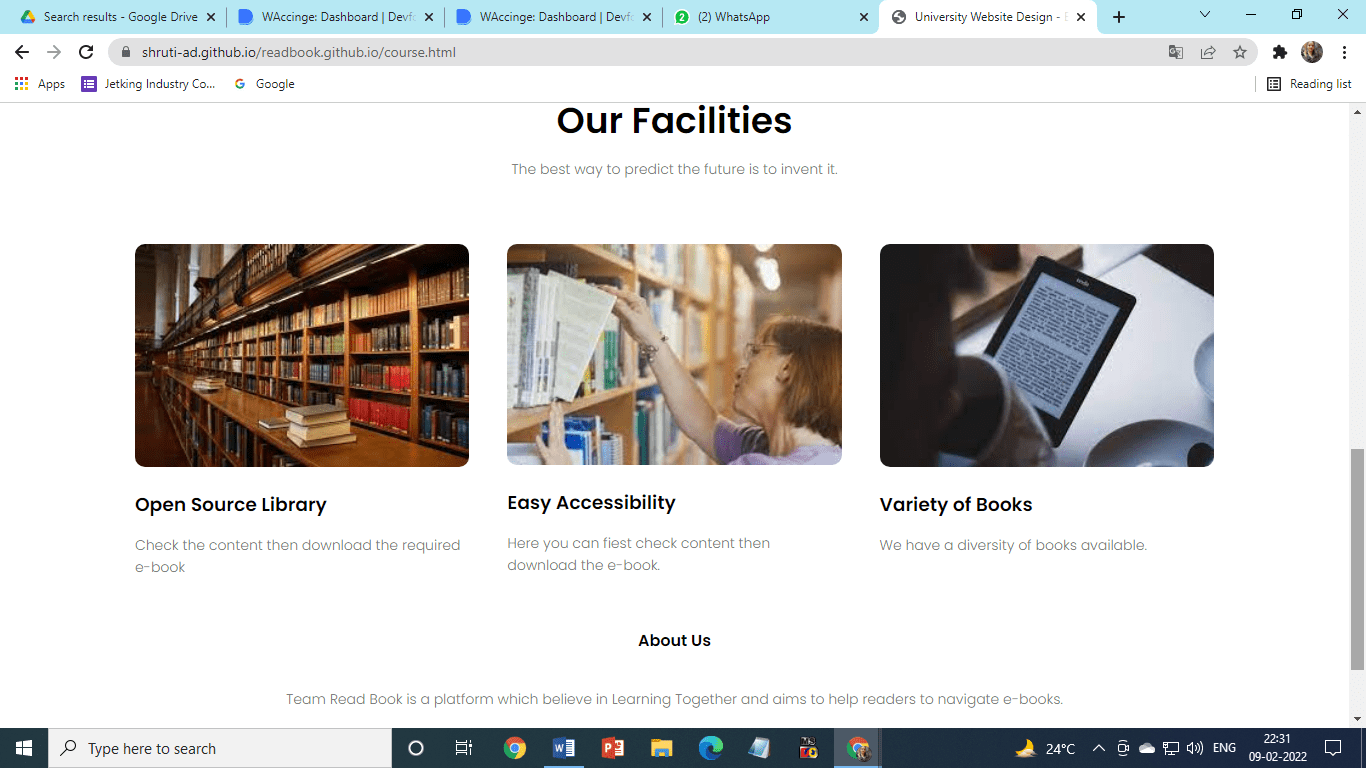 Search results - Google Drive
WAccinge: Dashboard | Devfo
WAccinge: Dashboard | Devfo
(2) WhatsApp
University Website Design -
shruti-ad.github.io/readbook.github.io/course.html
Apps
Jetking Industry Co...
Google
Reading list
Our Facilities
The best way to predict the future is to invent it.
Open Source Library
Check the content then download the required
e-book
Easy Accessibility
Here you can fiest check content then
download the e-book.
Variety of Books
We have a diversity of books available.
About Us
Team Read Book is a platform which believe in Learning Together and aims to help readers to navigate e-books.
Type here to search
24°C
ENG
22:31
09-02-2022